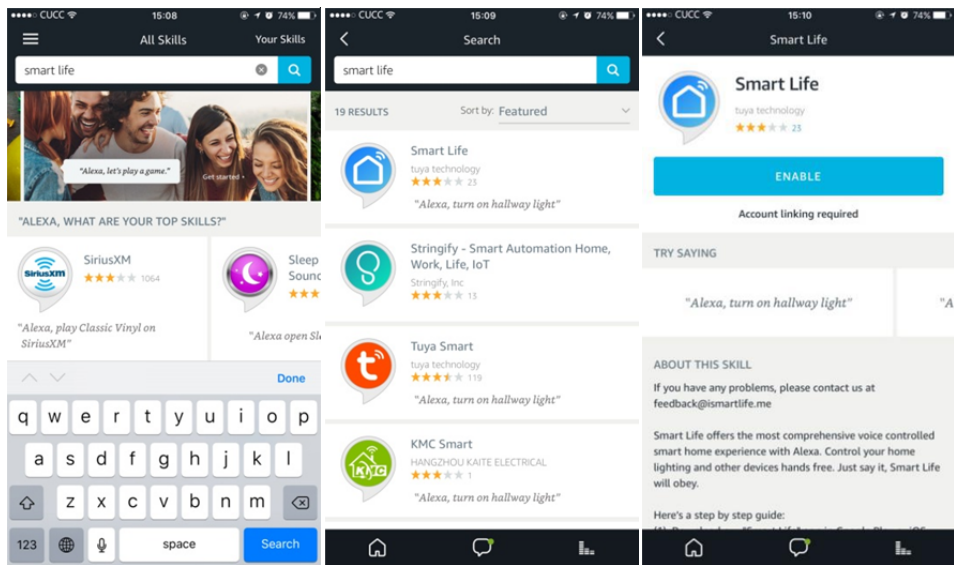 CUCC 15:08 74%
All Skills Your Skills
smart life
"Alexa, let's play a game."
Get started
"ALEXA, WHAT ARE YOUR TOP SKILLS?"
SiriusXM
SiriusXM
1064
"Alexa, play Classic Vinyl on
SiriusXM"
Sleep
Sounc
"Alexa open Sl
Done
q w e r t y u i o p
a s d f g h j k l
z x c v b n m
123 space Search
CUCC 15:09 74%
Search
smart life
19 RESULTS Sort by: Featured
Smart Life
tuya technology
23
"Alexa, turn on hallway light"
Stringify - Smart Automation Home,
Work, Life, IoT
Stringify, Inc
13
Tuya Smart
tuya technology
119
"Alexa, turn on hallway light"
KMC
KMC Smart
HANGZHOU KAITE ELECTRICAL
1
"Alexa, turn on hallway light"
CUCC 15:10 74%
Smart Life
Smart Life
tuya technology
23
ENABLE
Account linking required
TRY SAYING
"Alexa, turn on hallway light"
"A
ABOUT THIS SKILL
If you have any problems, please contact us at
feedback@ismartlife.me
Smart Life offers the most comprehensive voice controlled
smart home experience with Alexa. Control your home
lighting and other devices hands free. Just say it, Smart Life
will obey.
Here's a step by step guide: